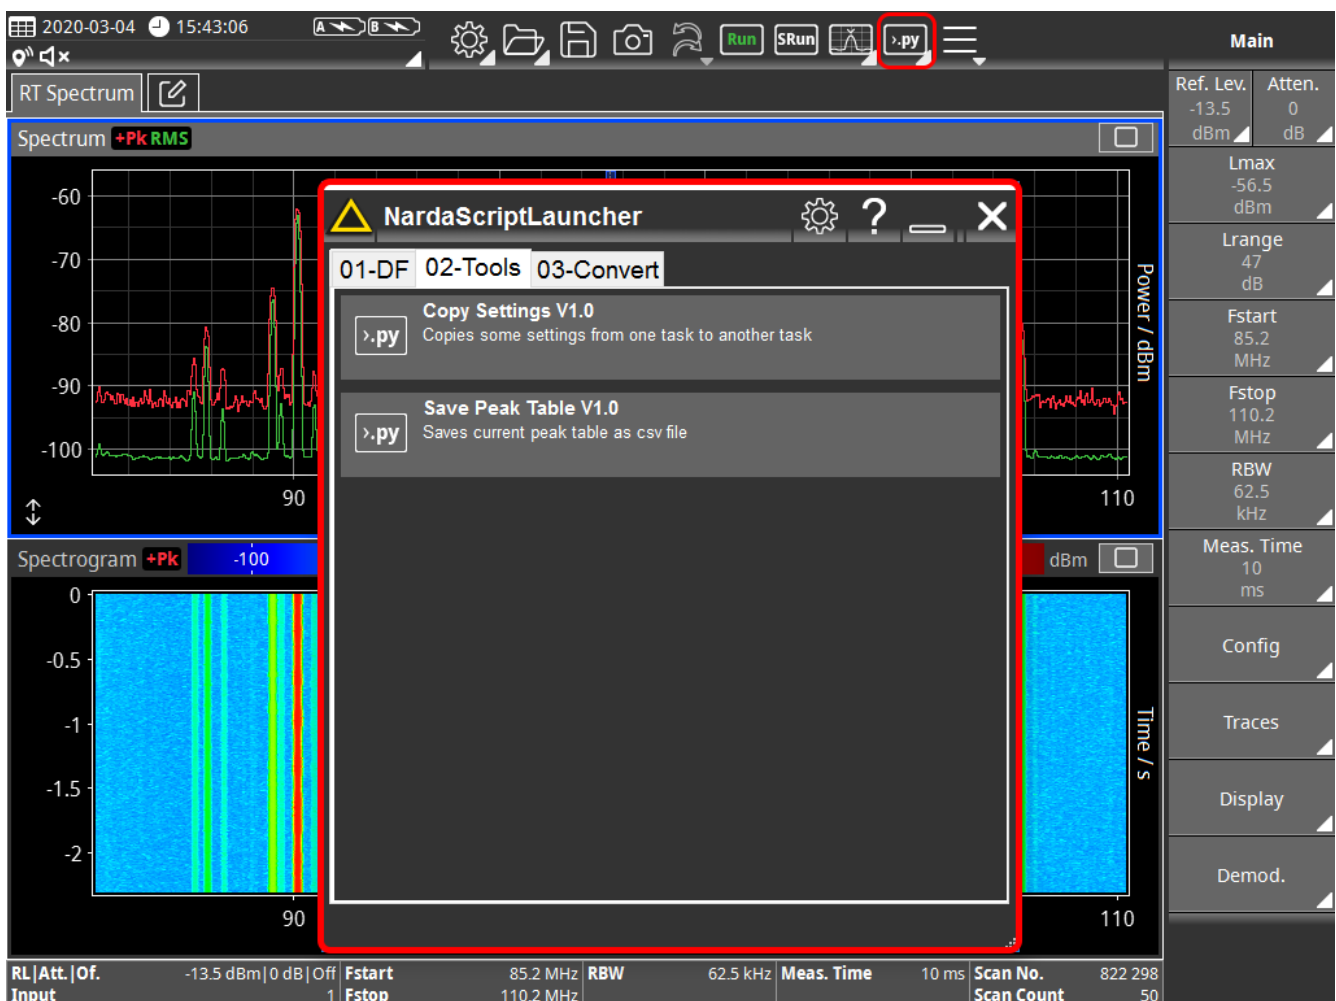 2020-03-04 15:43:06 A B
Run SRun ›.py
RT Spectrum
Spectrum +Pk RMS
-60
-70
-80
-90
-100
90
110
Power / dBm
NardaScriptLauncher ?
01-DF 02-Tools 03-Convert
›.py
Copy Settings V1.0
Copies some settings from one task to another task
›.py
Save Peak Table V1.0
Saves current peak table as csv file
Spectrogram +Pk -100 dBm
0
-0.5
-1
-1.5
-2
90
110
Time / s
Main
Ref. Lev.
-13.5
dBm
Atten.
0
dB
Lmax
-56.5
dBm
Lrange
47
dB
Fstart
85.2
MHz
Fstop
110.2
MHz
RBW
62.5
kHz
Meas. Time
10
ms
Config
Traces
Display
Demod.
RL|Att.|Of. -13.5 dBm|0 dB|Off Fstart 85.2 MHz RBW 62.5 kHz Meas. Time 10 ms Scan No. 822 298
Input 1 Fstop 110.2 MHz Scan Count 50